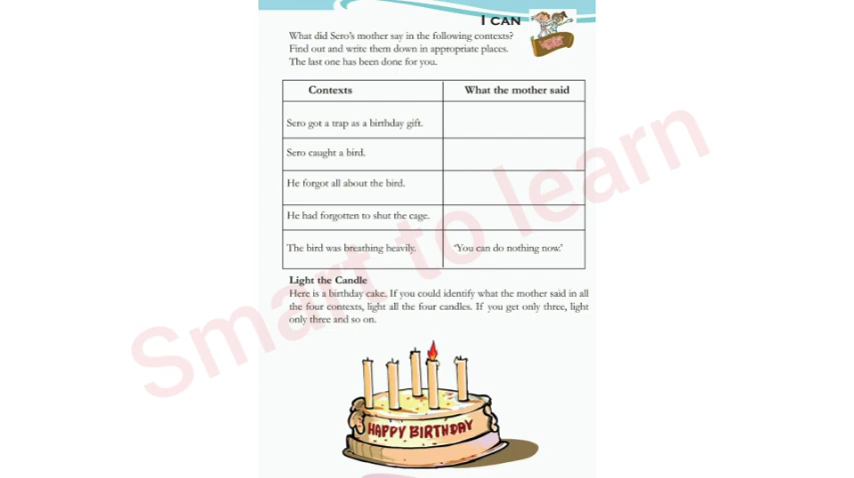 I CAN
What did Sero's mother say in the following contexts?
Find out and write them down in appropriate places.
The last one has been done for you.
Contexts What the mother said
Sero got a trap as a birthday gift.
Sero caught a bird.
He forgot all about the bird.
He had forgotten to shut the cage.
The bird was breathing heavily. 'You can do nothing now.'
Light the Candle
Here is a birthday cake. If you could identify what the mother said in all
the four contexts, light all the four candles. If you get only three, light
only three and so on.
HAPPY BIRTHDAY
Smart to learn